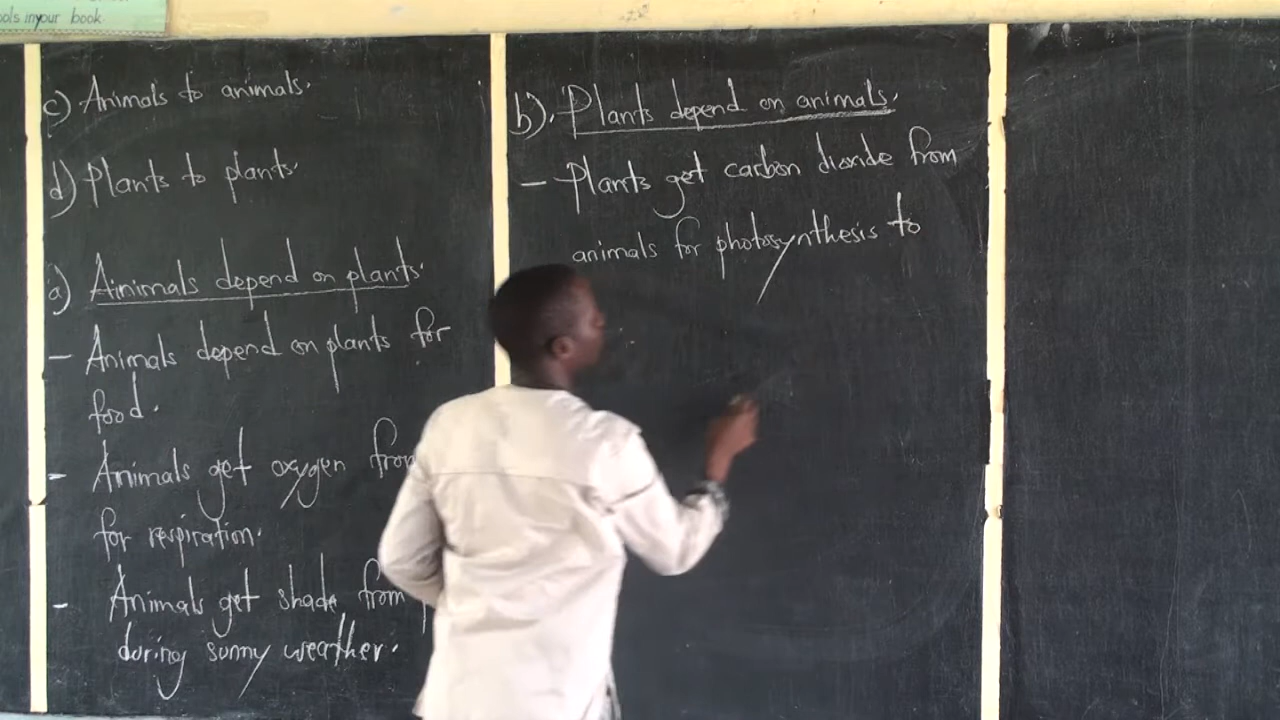 ols in your book
c) Animals to animals.
d) Plants to plants.
a) Animals depend on plants.
- Animals depend on plants for
food.
- Animals get oxygen from
for respiration.
- Animals get shade from
during sunny weather.
b). Plants depend on animals.
- Plants get carbon dioxide from
animals for photosynthesis to